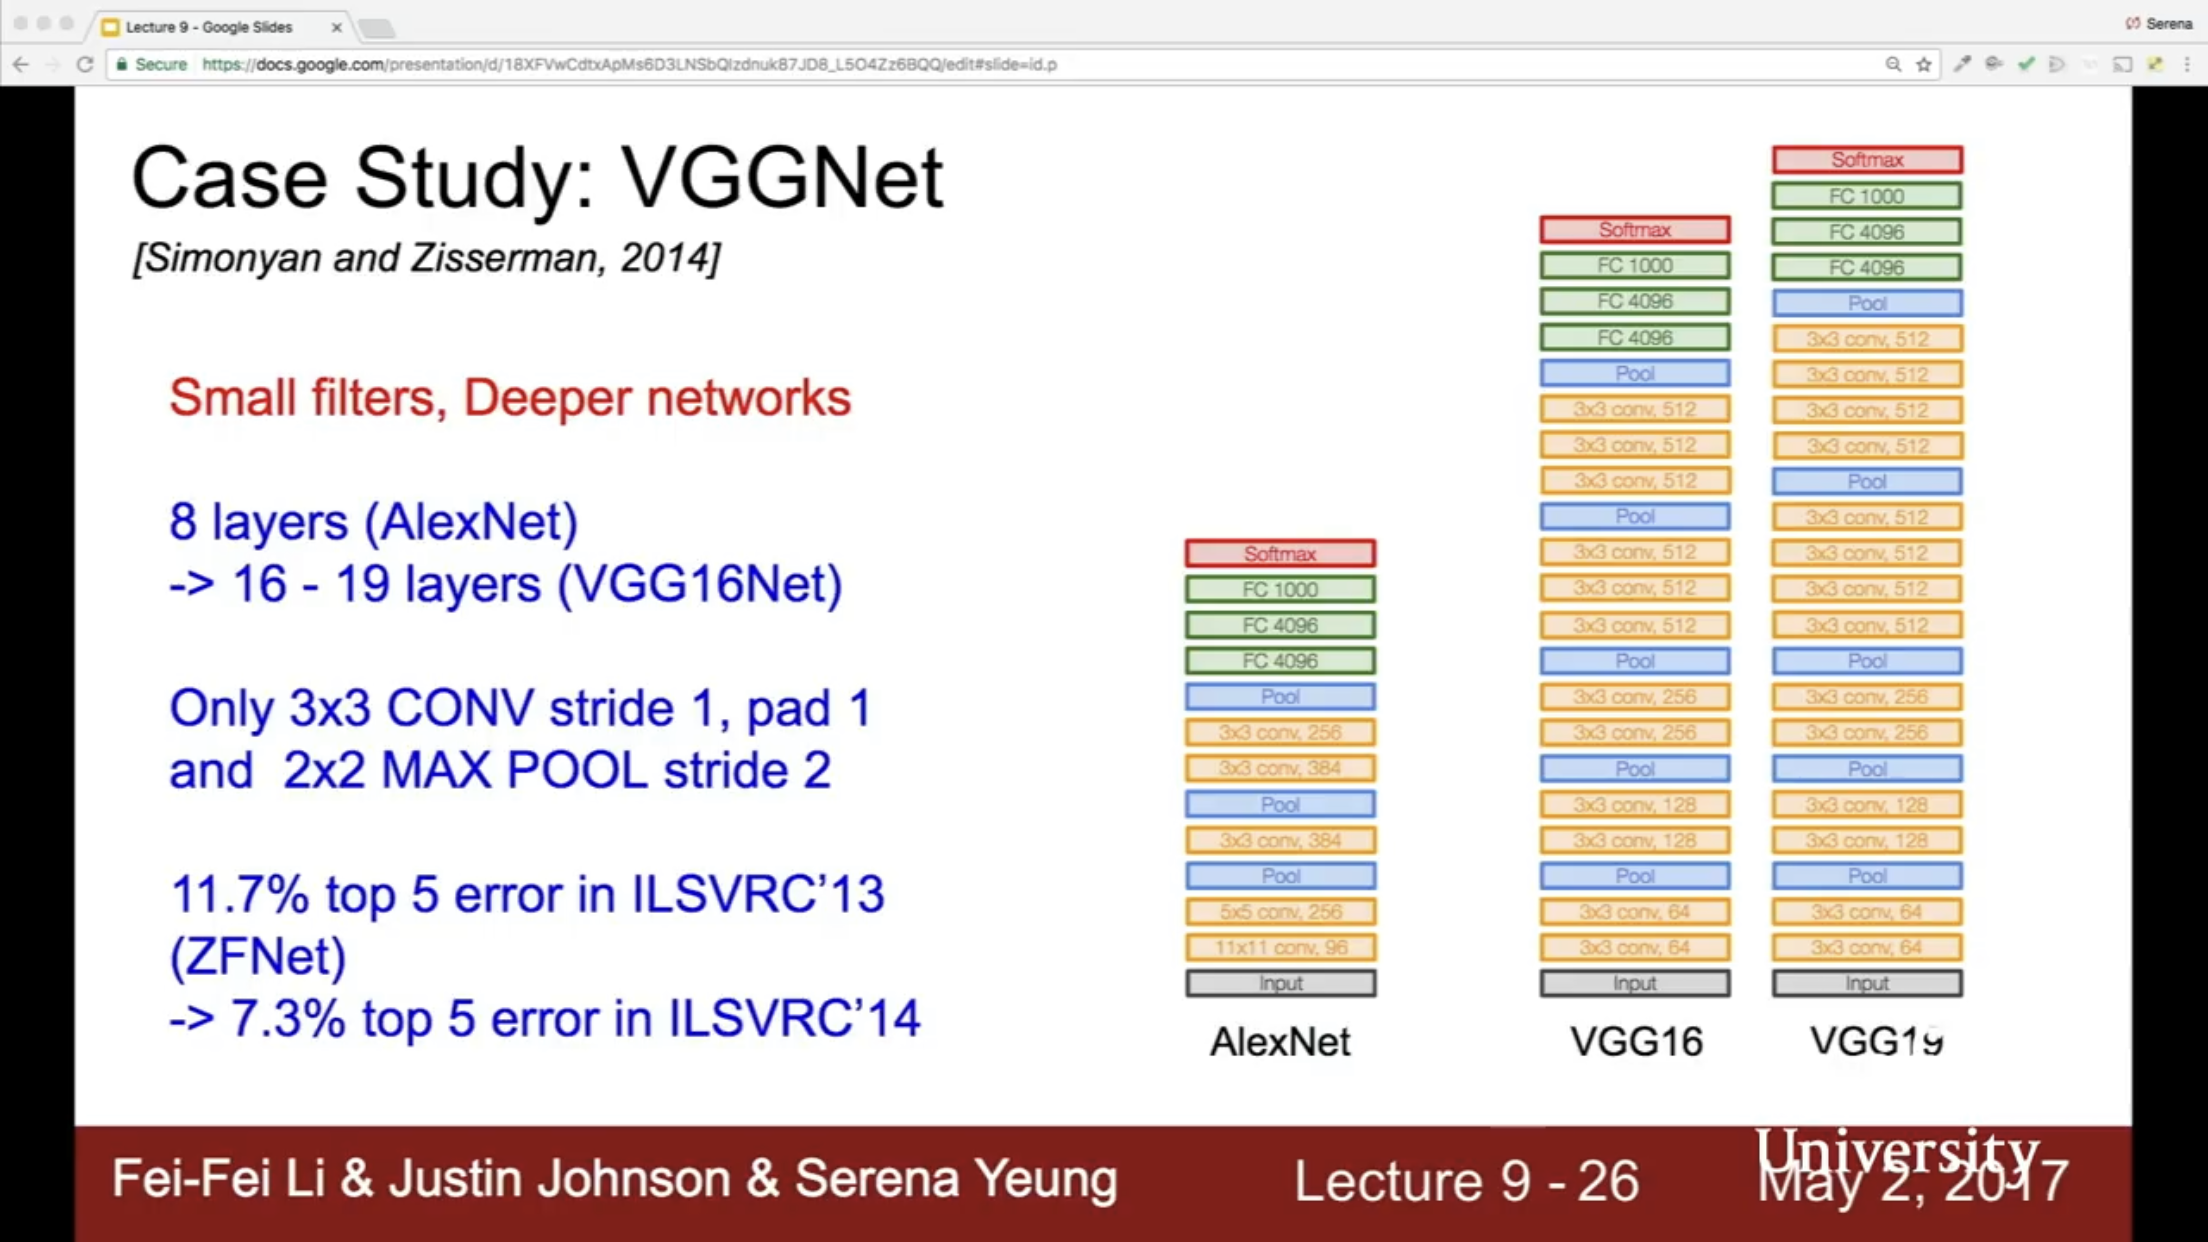 Lecture 9 - Google Slides
Serena
Secure https://docs.google.com/presentation/d/18XFVwCdtxApMs6D3LNSbQIzdnuk87JD8_L5O4Zz6BQQ/edit#slide=id.p
Case Study: VGGNet
[Simonyan and Zisserman, 2014]
Small filters, Deeper networks
8 layers (AlexNet)
-> 16 - 19 layers (VGG16Net)
Only 3x3 CONV stride 1, pad 1
and 2x2 MAX POOL stride 2
11.7% top 5 error in ILSVRC’13
(ZFNet)
-> 7.3% top 5 error in ILSVRC’14
Softmax
FC 1000
FC 4096
FC 4096
Pool
3x3 conv, 256
3x3 conv, 384
Pool
3x3 conv, 384
Pool
5x5 conv, 256
11x11 conv, 96
Input
AlexNet
Softmax
FC 1000
FC 4096
FC 4096
Pool
3x3 conv, 512
3x3 conv, 512
3x3 conv, 512
Pool
3x3 conv, 512
3x3 conv, 512
3x3 conv, 512
Pool
3x3 conv, 256
3x3 conv, 256
Pool
3x3 conv, 128
3x3 conv, 128
Pool
3x3 conv, 64
3x3 conv, 64
Input
VGG16
Softmax
FC 1000
FC 4096
FC 4096
Pool
3x3 conv, 512
3x3 conv, 512
3x3 conv, 512
3x3 conv, 512
Pool
3x3 conv, 512
3x3 conv, 512
3x3 conv, 512
3x3 conv, 512
Pool
3x3 conv, 256
3x3 conv, 256
Pool
3x3 conv, 128
3x3 conv, 128
Pool
3x3 conv, 64
3x3 conv, 64
Input
VGG19
Fei-Fei Li & Justin Johnson & Serena Yeung
Lecture 9 - 26
University
May 2, 2017